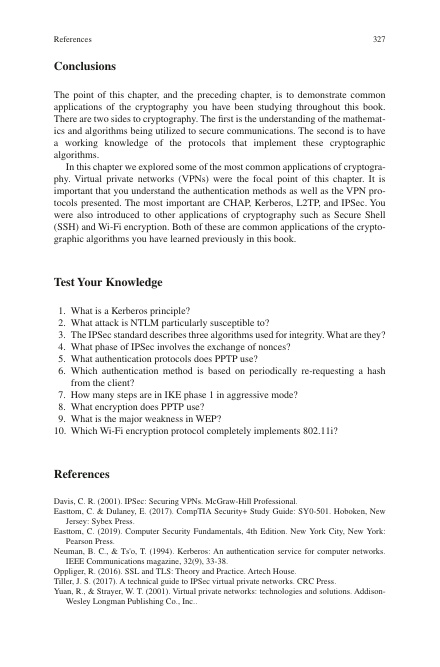 References
327
Conclusions
The point of this chapter, and the preceding chapter, is to demonstrate common
applications of the cryptography you have been studying throughout this book.
There are two sides to cryptography. The first is the understanding of the mathemat-
ics and algorithms being utilized to secure communications. The second is to have
a working knowledge of the protocols that implement these cryptographic
algorithms.
In this chapter we explored some of the most common applications of cryptogra-
phy. Virtual private networks (VPNs) were the focal point of this chapter. It is
important that you understand the authentication methods as well as the VPN pro-
tocols presented. The most important are CHAP, Kerberos, L2TP, and IPSec. You
were also introduced to other applications of cryptography such as Secure Shell
(SSH) and Wi-Fi encryption. Both of these are common applications of the crypto-
graphic algorithms you have learned previously in this book.
Test Your Knowledge
1. What is a Kerberos principle?
2. What attack is NTLM particularly susceptible to?
3. The IPSec standard describes three algorithms used for integrity. What are they?
4. What phase of IPSec involves the exchange of nonces?
5. What authentication protocols does PPTP use?
6. Which authentication method is based on periodically re-requesting a hash
from the client?
7. How many steps are in IKE phase 1 in aggressive mode?
8. What encryption does PPTP use?
9. What is the major weakness in WEP?
10. Which Wi-Fi encryption protocol completely implements 802.11i?
References
Davis, C. R. (2001). IPSec: Securing VPNs. McGraw-Hill Professional.
Easttom, C. & Dulaney, E. (2017). CompTIA Security+ Study Guide: SY0-501. Hoboken, New
Jersey: Sybex Press.
Easttom, C. (2019). Computer Security Fundamentals, 4th Edition. New York City, New York:
Pearson Press.
Neuman, B. C., & Ts'o, T. (1994). Kerberos: An authentication service for computer networks.
IEEE Communications magazine, 32(9), 33-38.
Oppliger, R. (2016). SSL and TLS: Theory and Practice. Artech House.
Tiller, J. S. (2017). A technical guide to IPSec virtual private networks. CRC Press.
Yuan, R., & Strayer, W. T. (2001). Virtual private networks: technologies and solutions. Addison-
Wesley Longman Publishing Co., Inc..